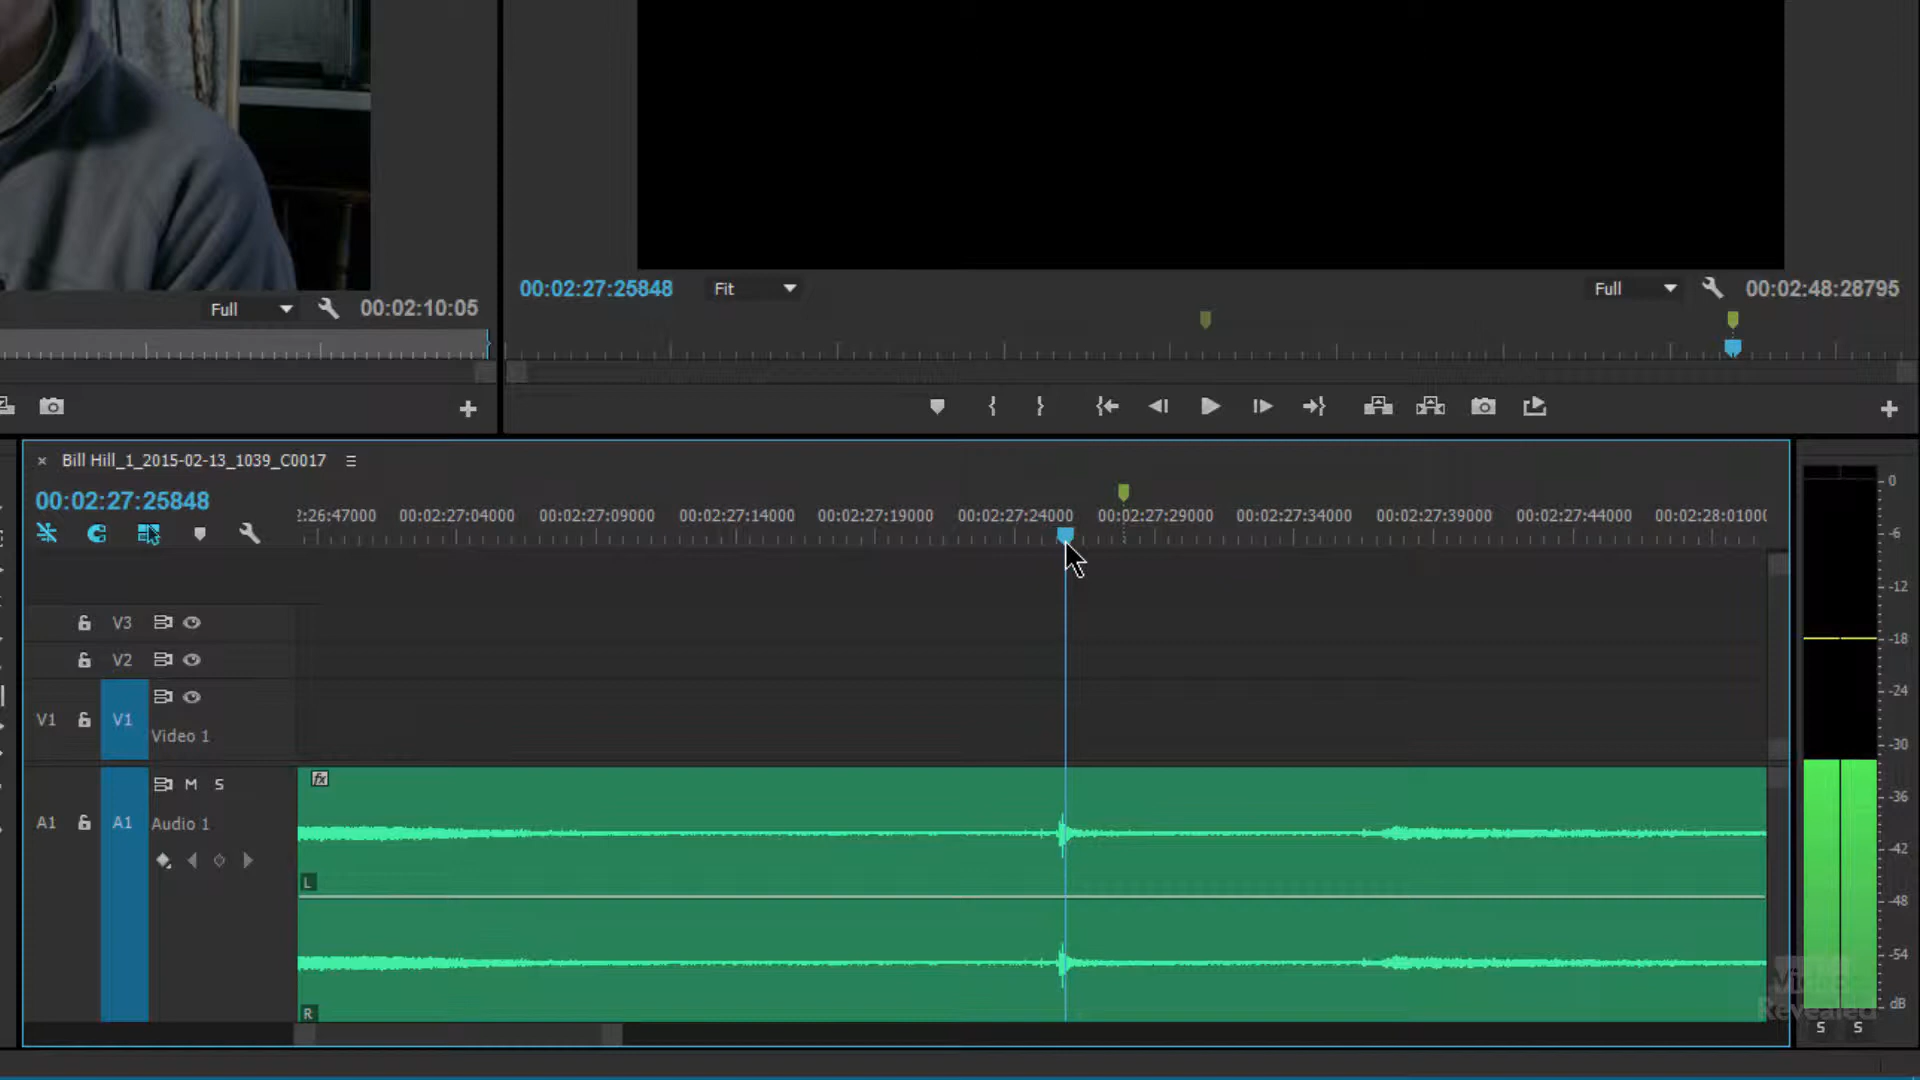 Full 00:02:10:05
00:02:27:25848 Fit Full 00:02:48:28795
× Bill Hill_1_2015-02-13_1039_C0017
00:02:27:25848
2:26:47000 00:02:27:04000 00:02:27:09000 00:02:27:14000 00:02:27:19000 00:02:27:24000 00:02:27:29000 00:02:27:34000 00:02:27:39000 00:02:27:44000 00:02:28:01000
V3
V2
V1 V1
Video 1
fx
M S
A1 A1 Audio 1
L
R
0
-6
-12
-18
-24
-30
-36
-42
-48
-54
dB
S S
Video
Revealed